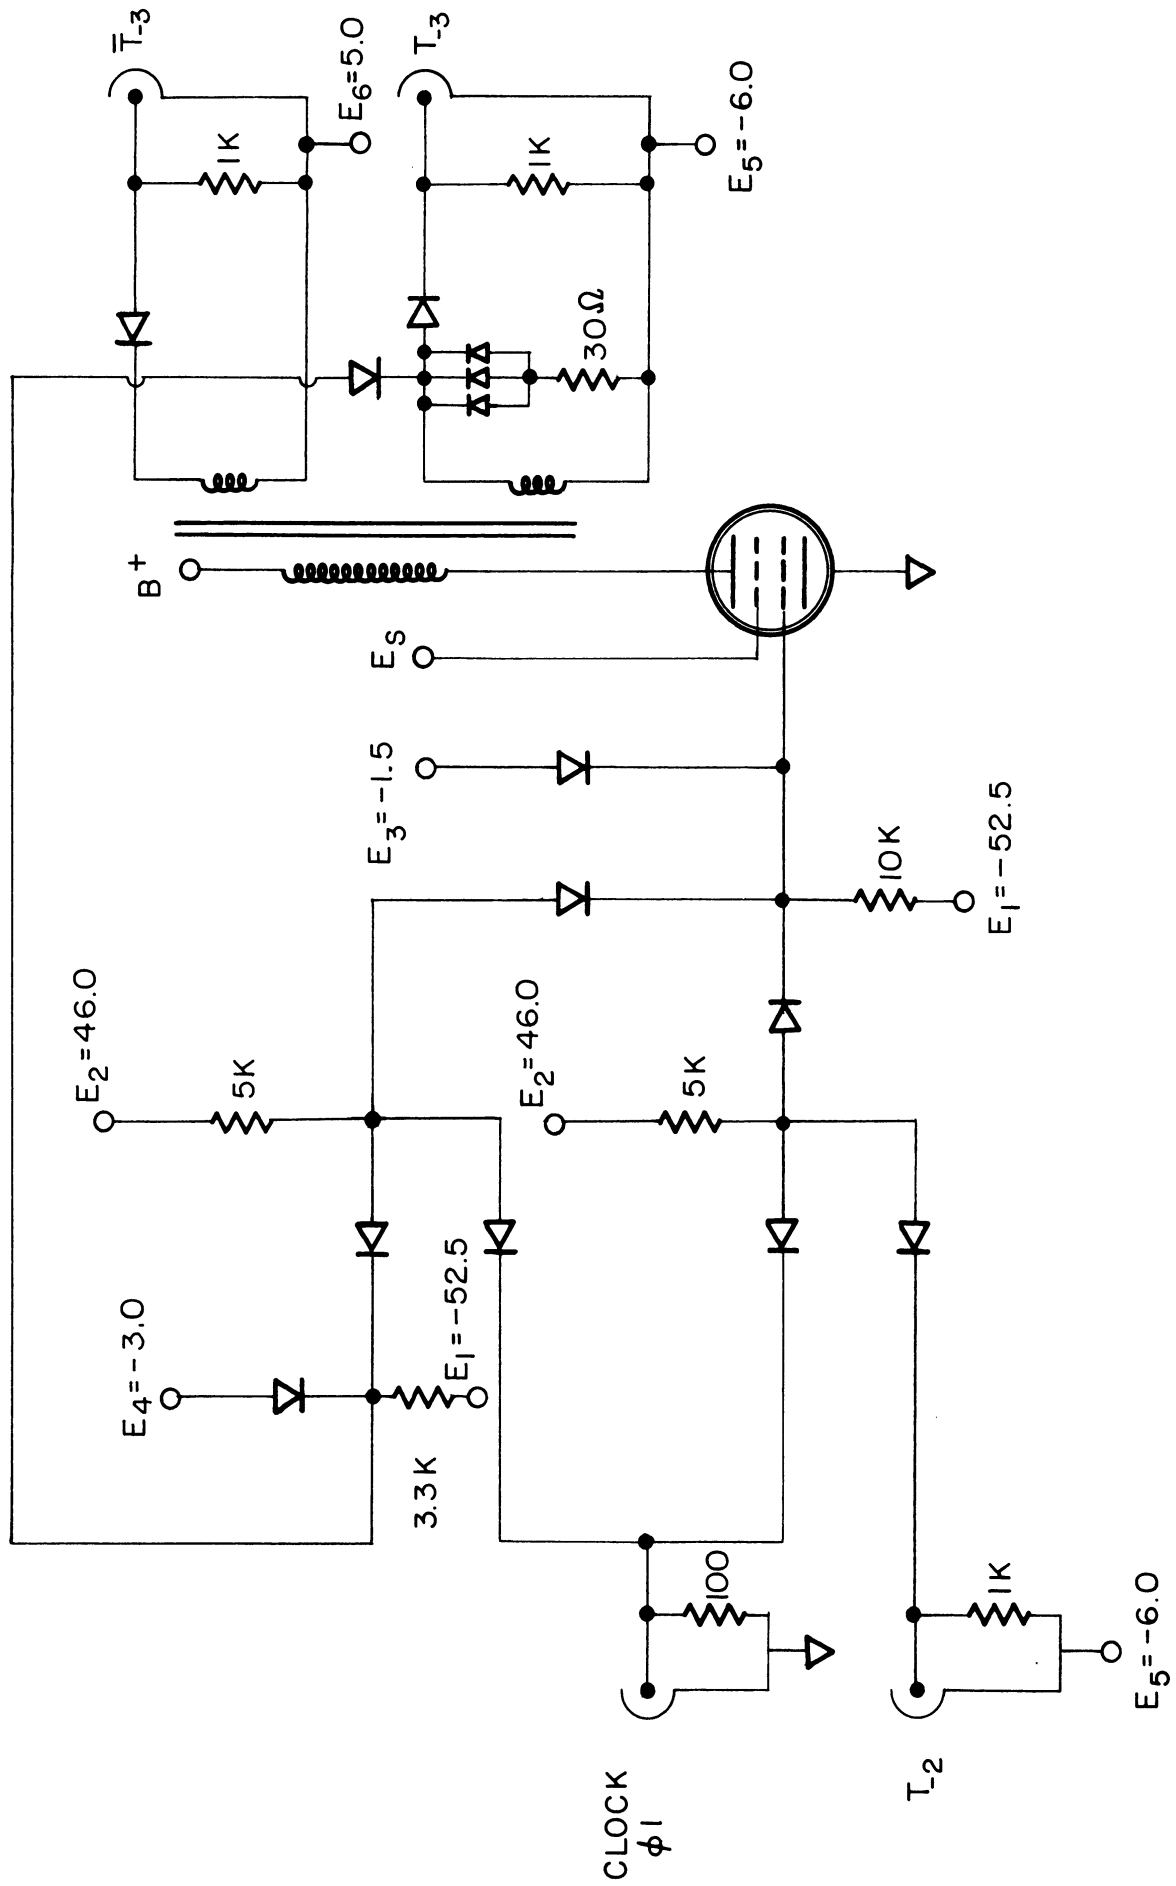 T̅₋₃
E₆=5.0
1K
T₋₃
1K
E₅=-6.0
30Ω
B⁺
E_S
E₃=-1.5
10K
E₁=-52.5
E₂=46.0
5K
E₂=46.0
5K
E₄=-3.0
E₁=-52.5
3.3K
100
1K
E₅=-6.0
CLOCK
ϕ1
T₋₂